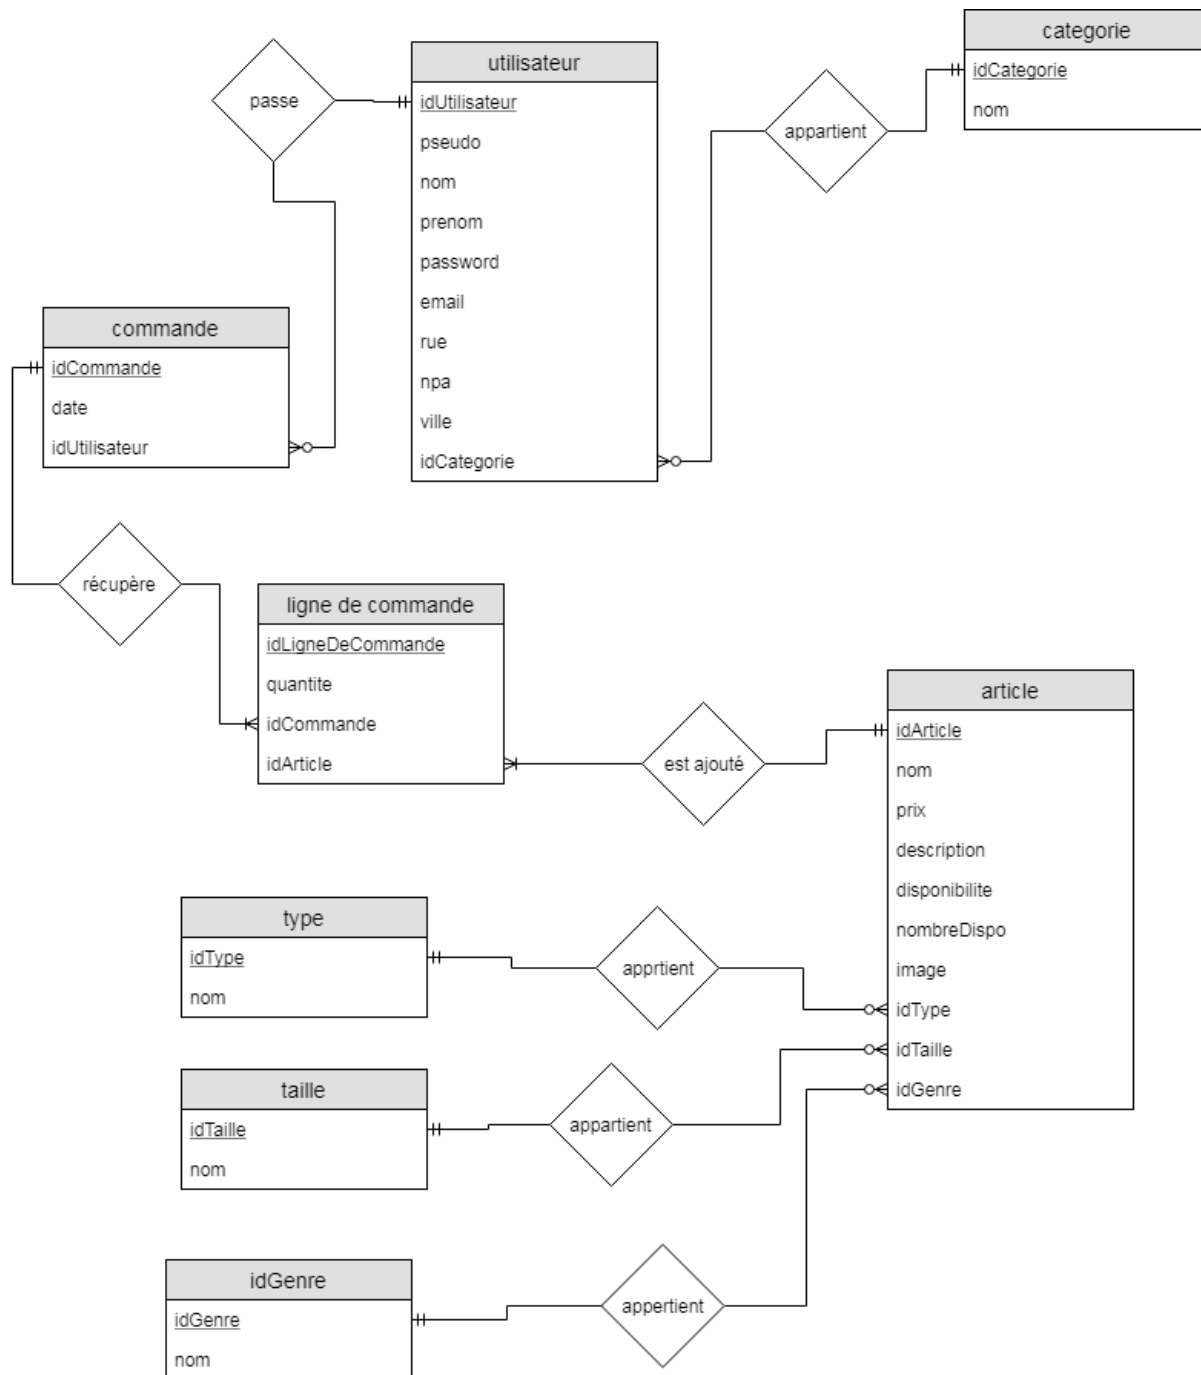 categorie
idCategorie
nom
utilisateur
idUtilisateur
pseudo
nom
prenom
password
email
rue
npa
ville
idCategorie
passe
appartient
commande
idCommande
date
idUtilisateur
récupère
ligne de commande
idLigneDeCommande
quantite
idCommande
idArticle
est ajouté
article
idArticle
nom
prix
description
disponibilite
nombreDispo
image
idType
idTaille
idGenre
type
idType
nom
apprtient
taille
idTaille
nom
appartient
idGenre
idGenre
nom
appertient